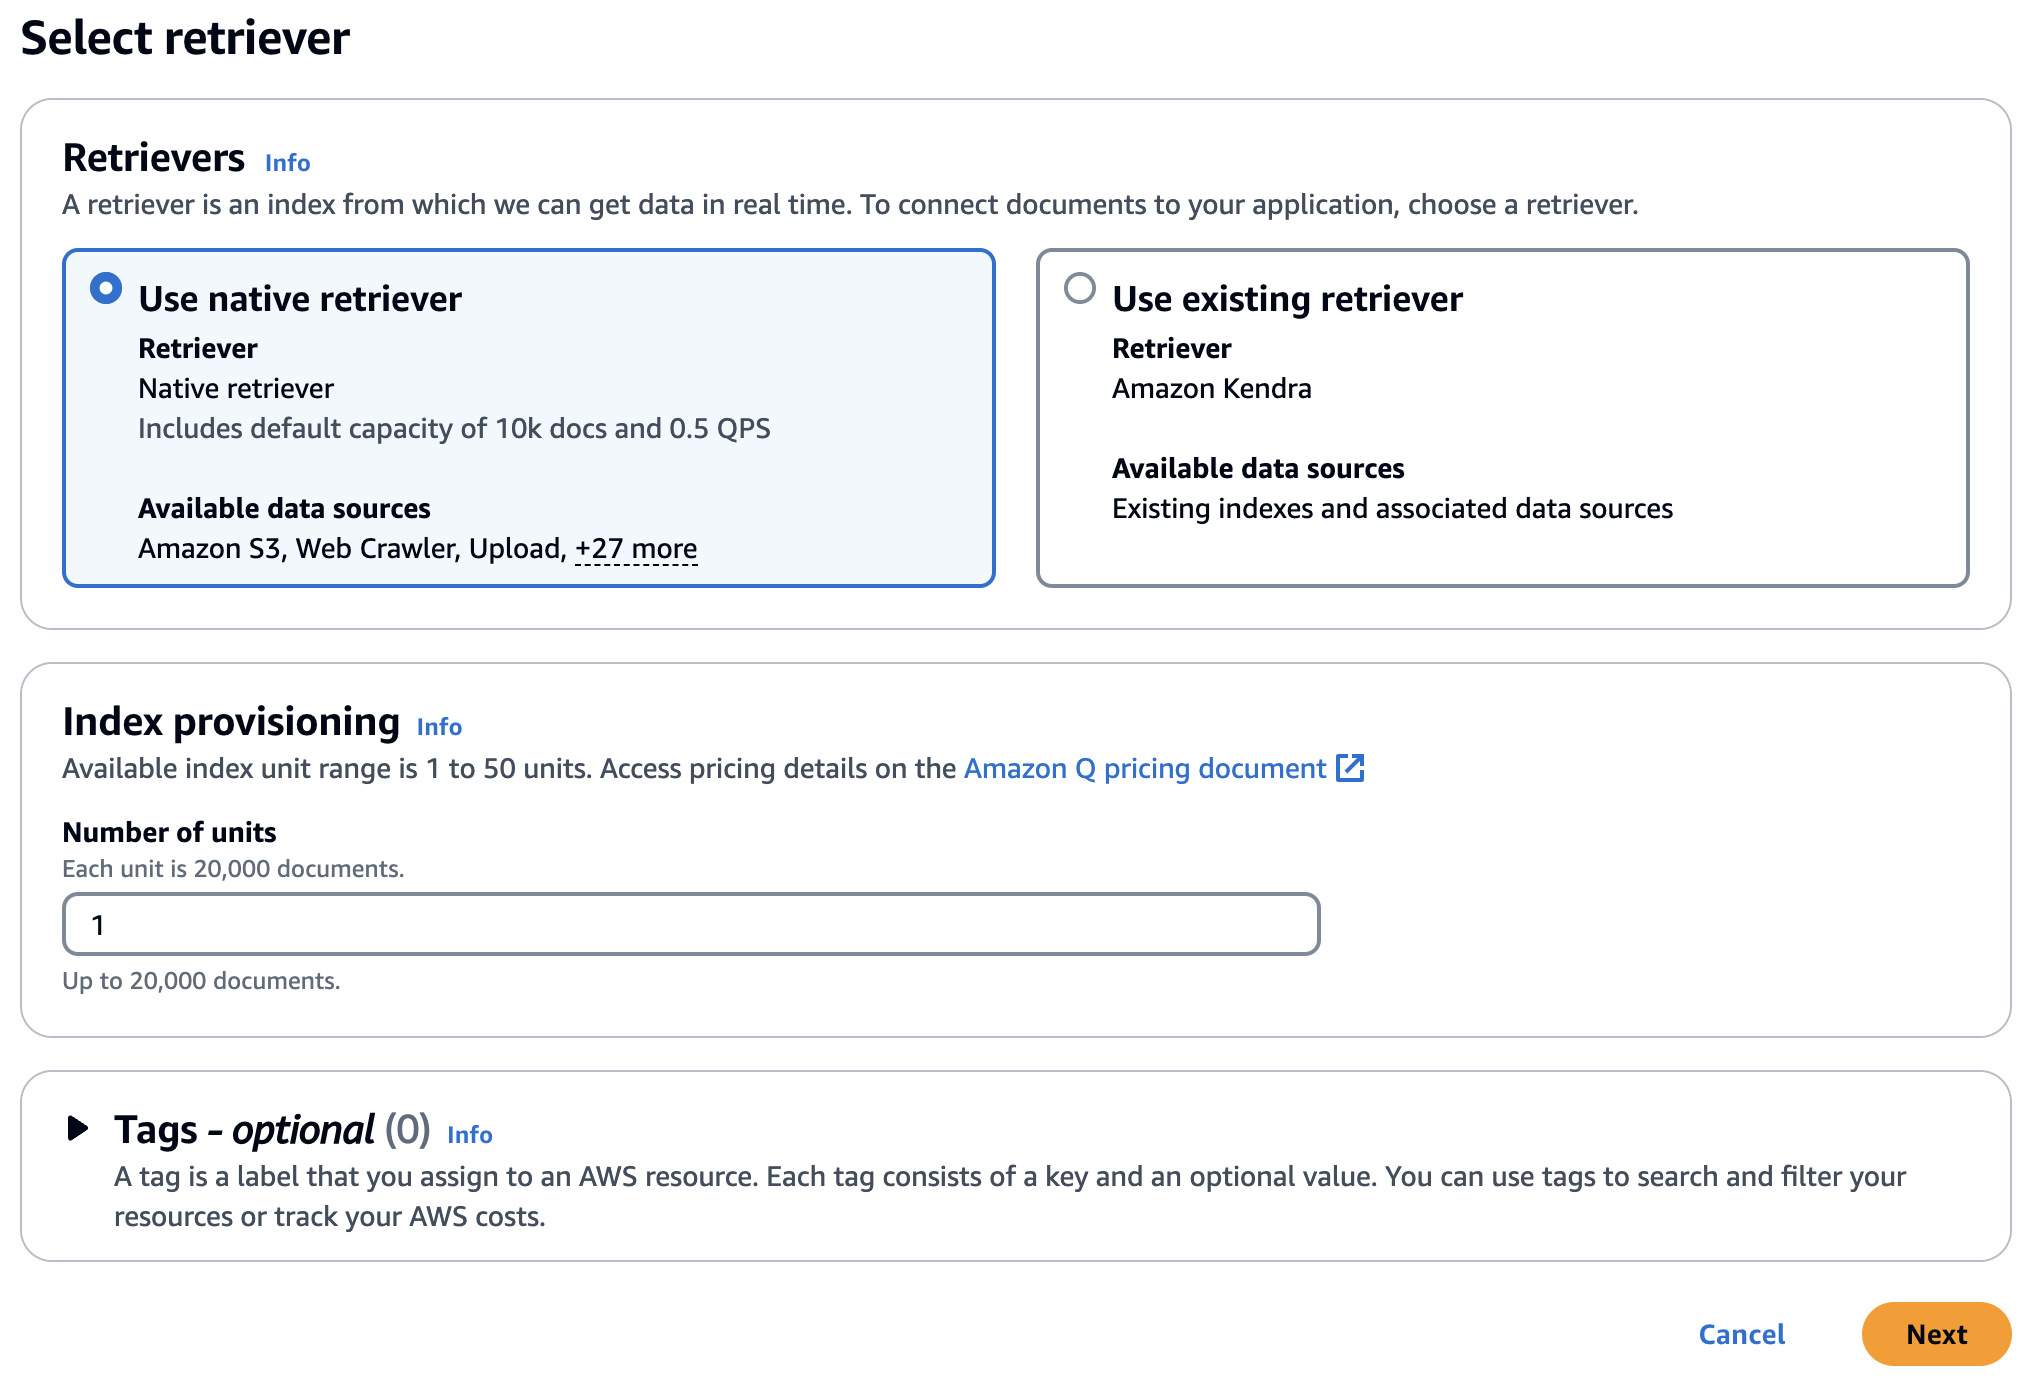 Select retriever
Retrievers Info
A retriever is an index from which we can get data in real time. To connect documents to your application, choose a retriever.
Use native retriever
Retriever
Native retriever
Includes default capacity of 10k docs and 0.5 QPS
Available data sources
Amazon S3, Web Crawler, Upload, +27 more
Use existing retriever
Retriever
Amazon Kendra
Available data sources
Existing indexes and associated data sources
Index provisioning Info
Available index unit range is 1 to 50 units. Access pricing details on the Amazon Q pricing document
Number of units
Each unit is 20,000 documents.
1
Up to 20,000 documents.
Tags - optional (0) Info
A tag is a label that you assign to an AWS resource. Each tag consists of a key and an optional value. You can use tags to search and filter your
resources or track your AWS costs.
Cancel Next